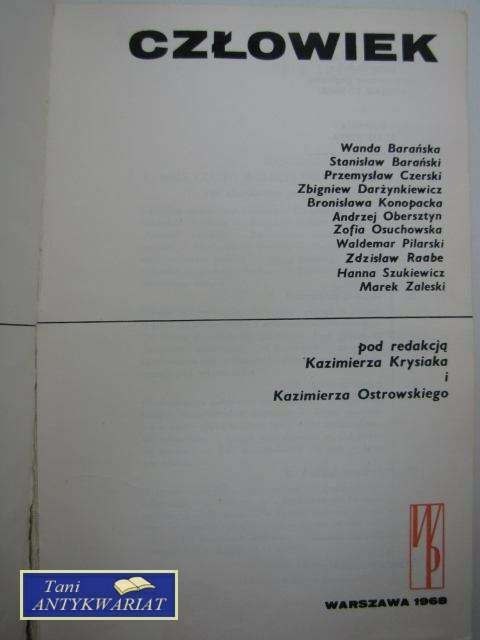 CZŁOWIEK
Wanda Barańska
Stanisław Barański
Przemysław Czerski
Zbigniew Darżynkiewicz
Bronisława Konopacka
Andrzej Obersztyn
Zofia Osuchowska
Waldemar Pilarski
Zdzisław Raabe
Hanna Szukiewicz
Marek Zaleski
pod redakcją
Kazimierza Krysiaka
i
Kazimierza Ostrowskiego
WP
WARSZAWA 1968
Tani
ANTYKWARIAT